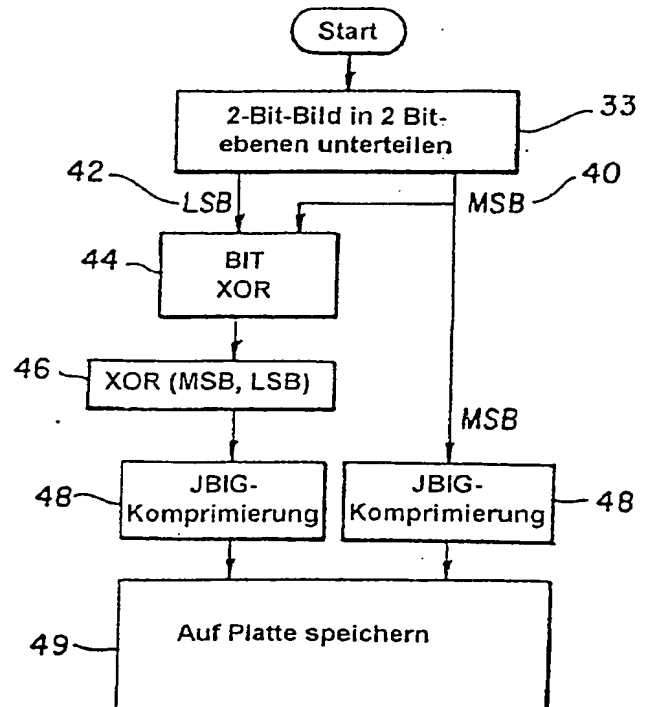 Start
2-Bit-Bild in 2 Bit-
ebenen unterteilen
33
42
LSB
MSB
40
44
BIT
XOR
46
XOR (MSB, LSB)
MSB
48
JBIG-
Komprimierung
JBIG-
Komprimierung
48
49
Auf Platte speichern